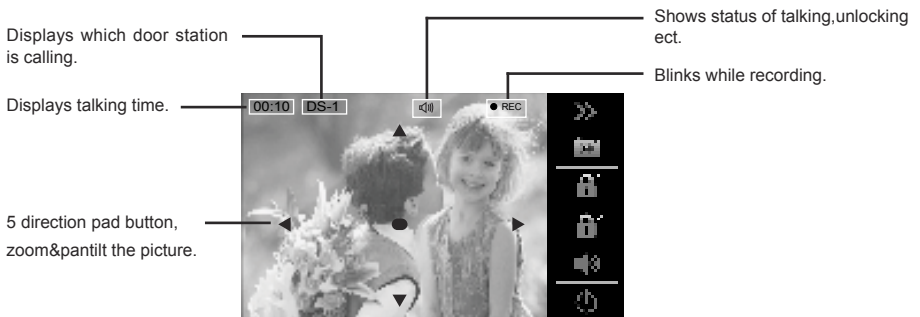 Shows status of talking,unlocking
ect.
Displays which door station
is calling.
Blinks while recording.
Displays talking time.
00:10 DS-1 REC
5 direction pad button,
zoom&pantilt the picture.